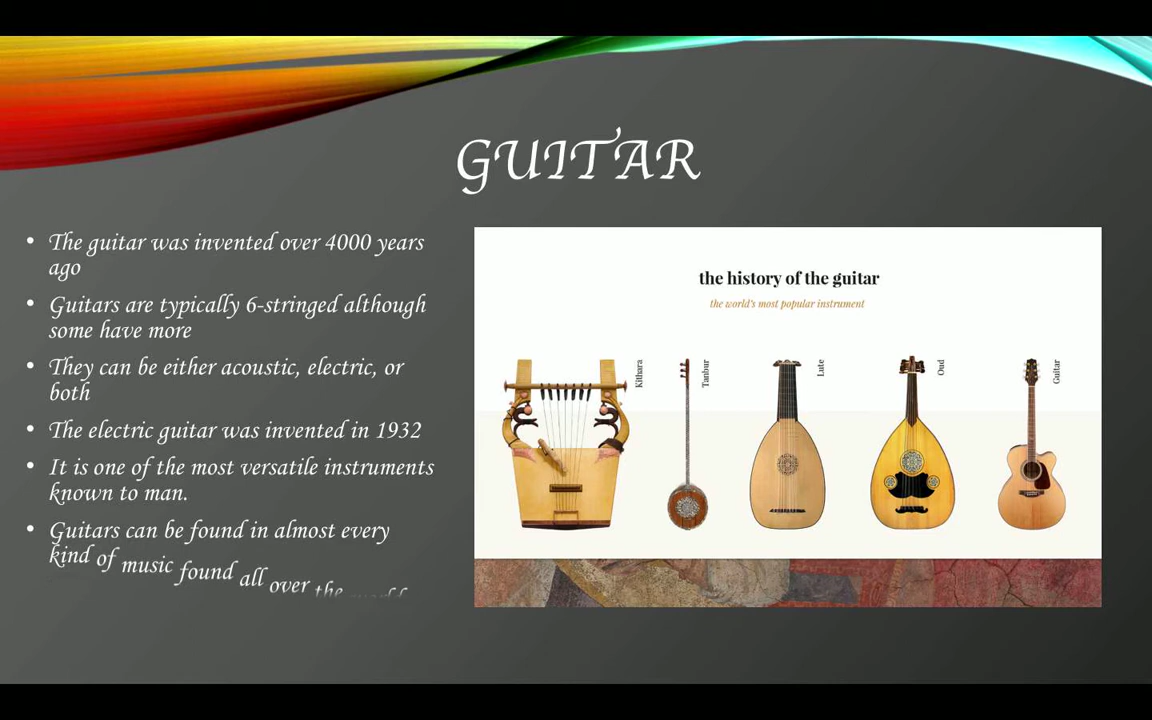 GUITAR
• The guitar was invented over 4000 years
ago
• Guitars are typically 6-stringed although
some have more
• They can be either acoustic, electric, or
both
• The electric guitar was invented in 1932
• It is one of the most versatile instruments
known to man.
• Guitars can be found in almost every
kind of music found all over the world
the history of the guitar
the world's most popular instrument
Kithara
Tanbur
Lute
Oud
Guitar